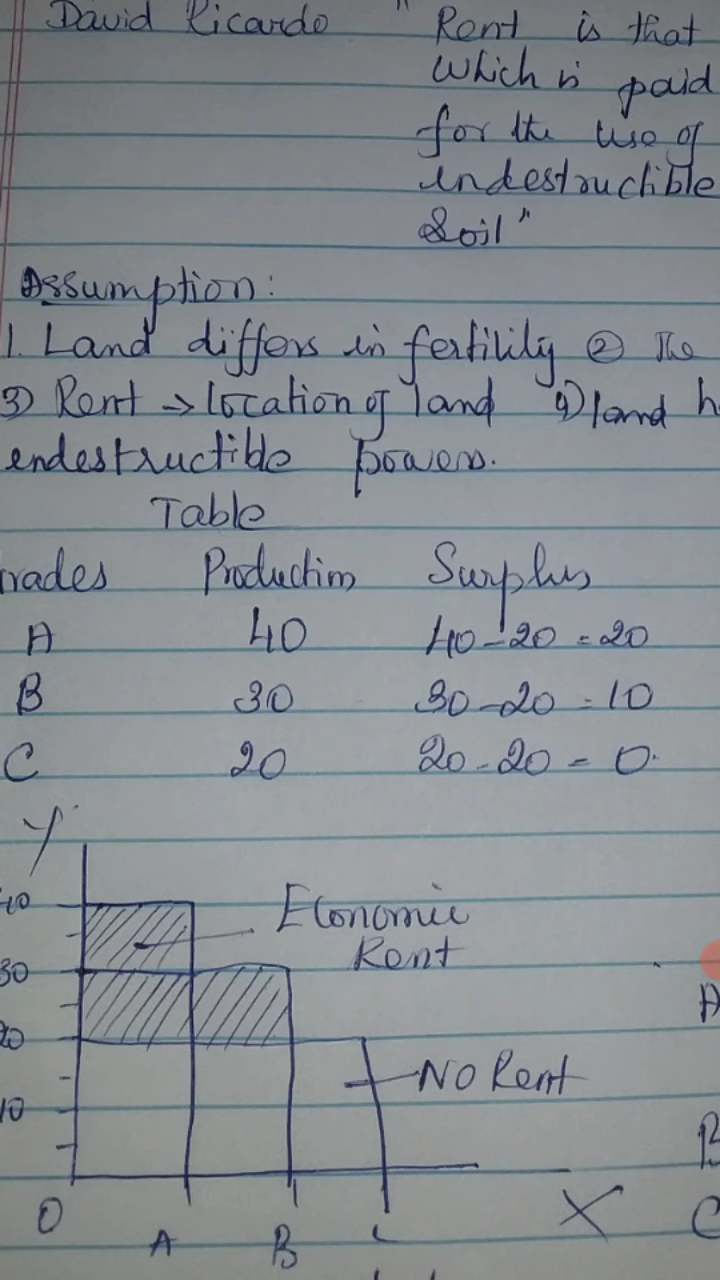 David Ricardo " Rent is that
which is paid
for the use of
indestructible
Soil"
Assumption:
1. Land differs in fertility ② The
3) Rent → location of land 4) land h
endestructible powers.
Table
rades Production Surplus
A 40 40-20 = 20
B 30 30-20 = 10
C 20 20-20 = 0.
Y
40
Economic
Rent
30
A
20
No Rent
10
B
O A B C X C